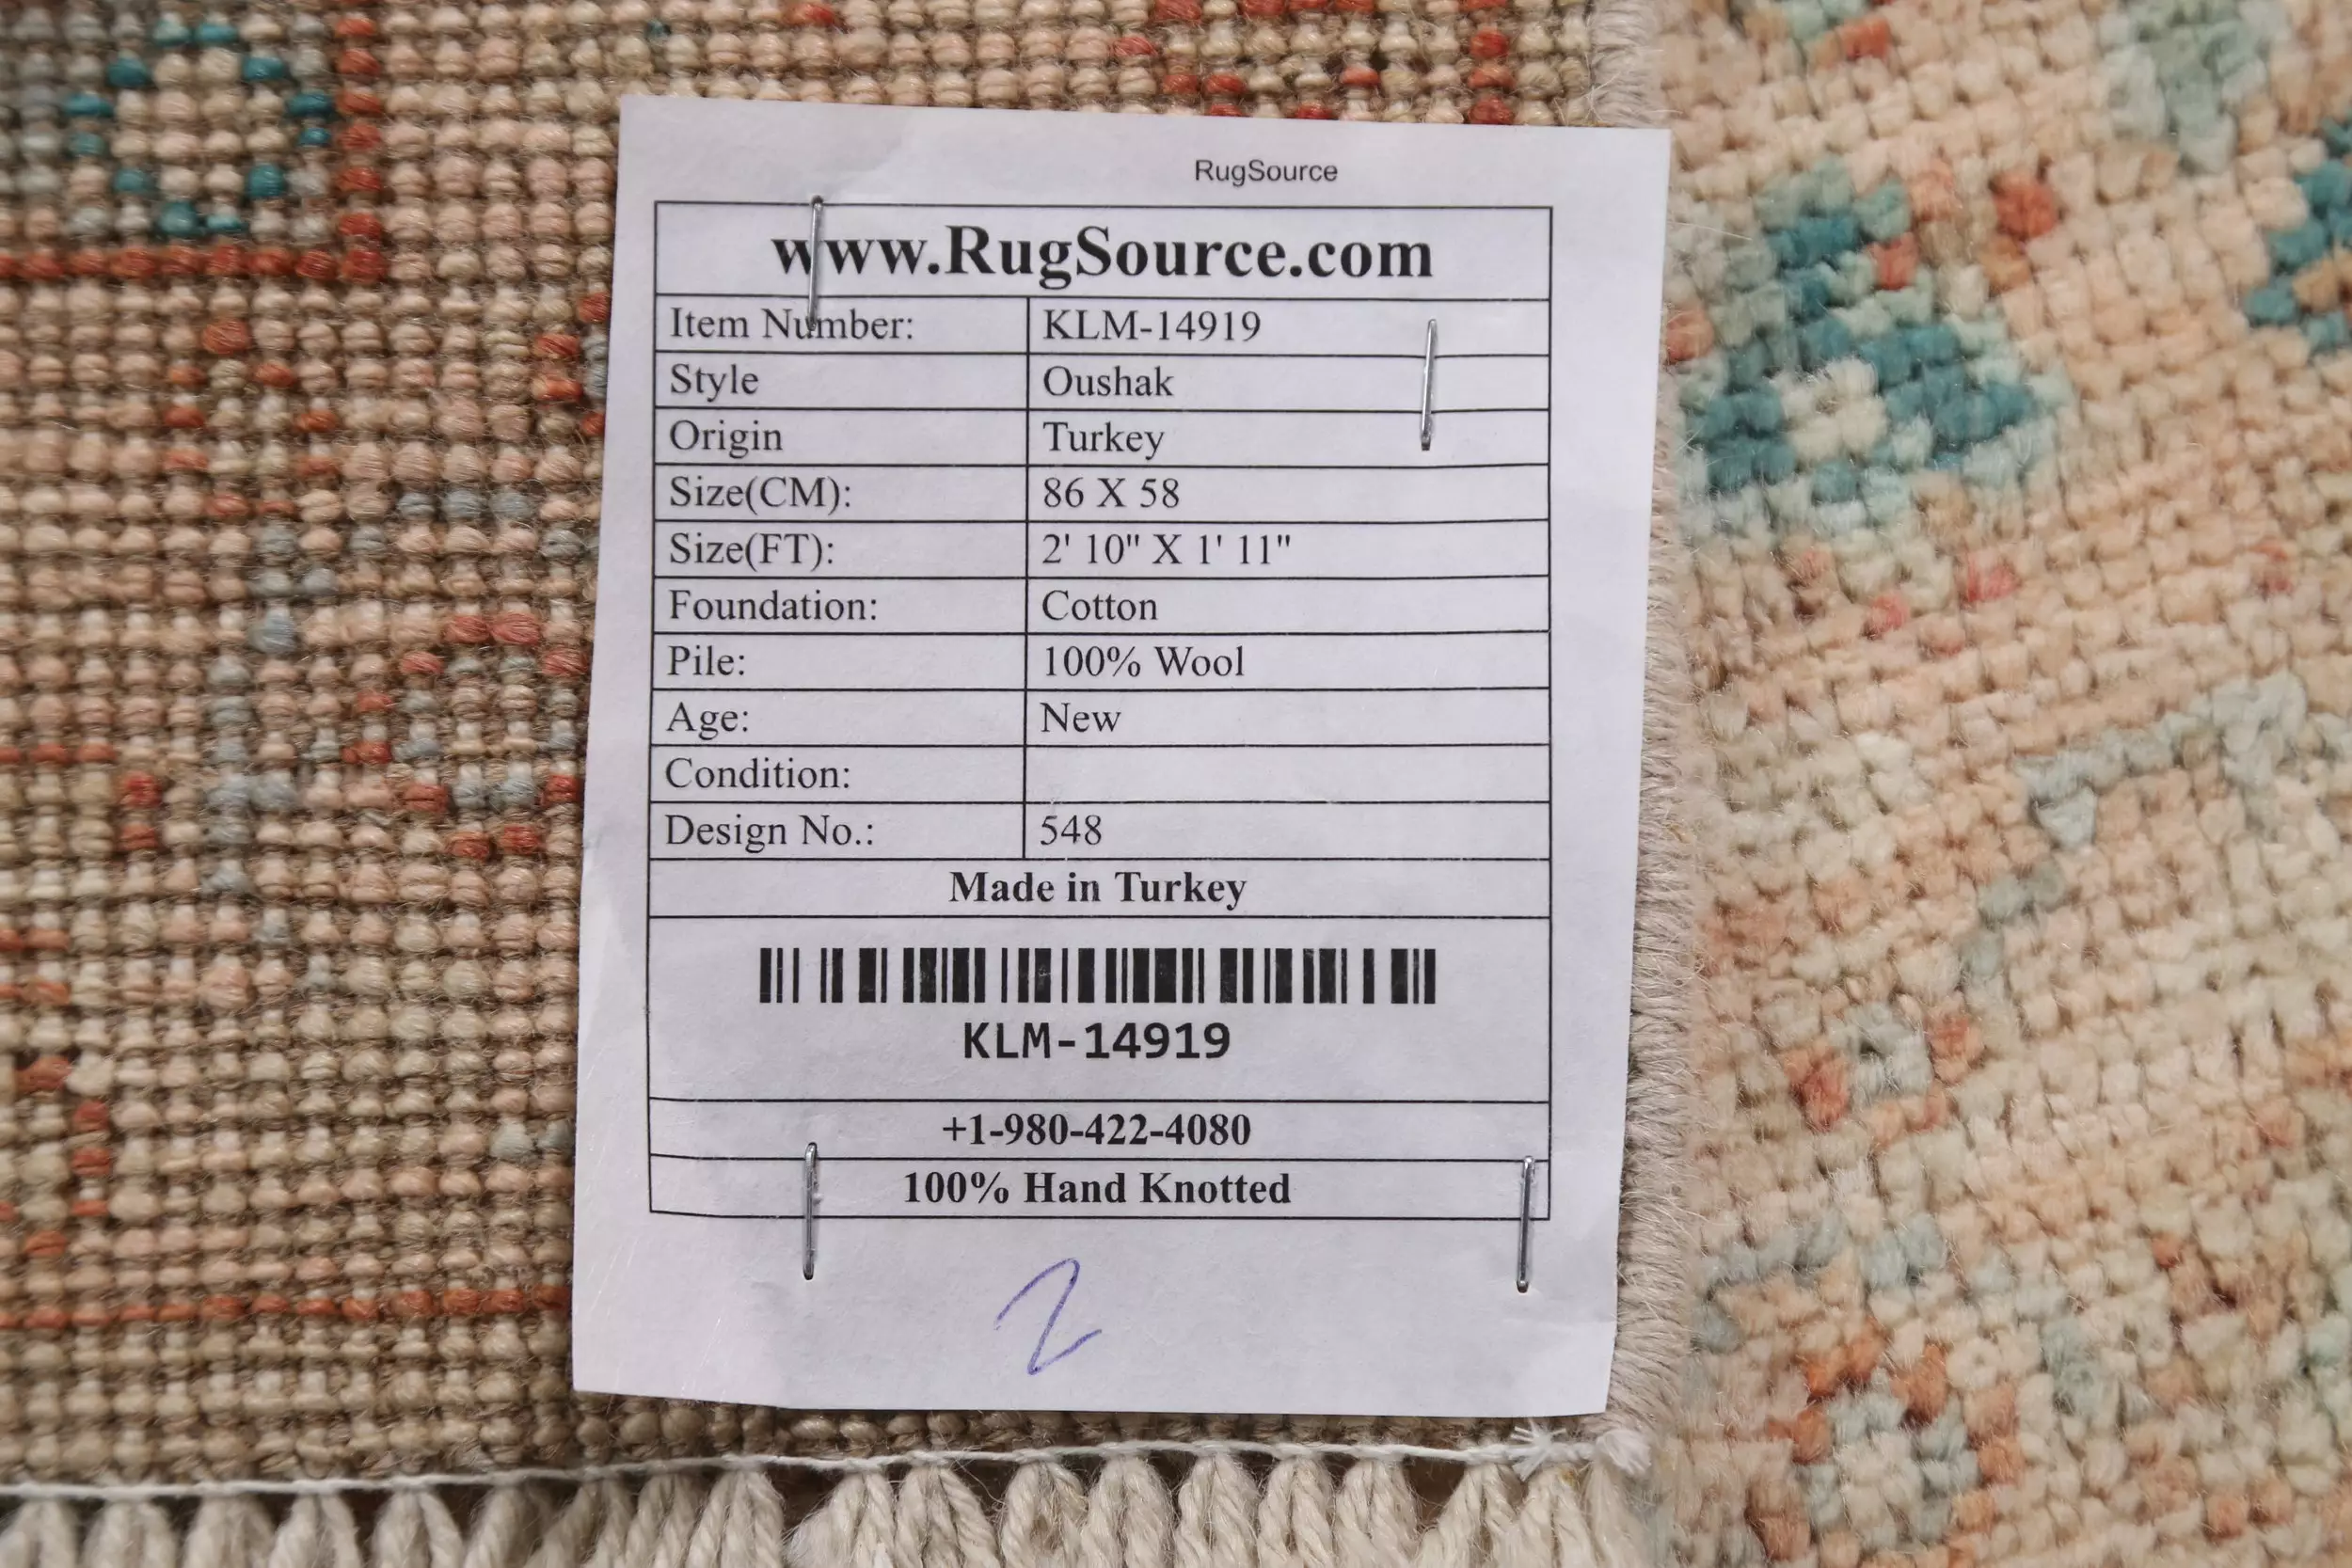 RugSource
www.RugSource.com
Item Number: KLM-14919
Style Oushak
Origin Turkey
Size(CM): 86 X 58
Size(FT): 2' 10" X 1' 11"
Foundation: Cotton
Pile: 100% Wool
Age: New
Condition:
Design No.: 548
Made in Turkey
KLM-14919
+1-980-422-4080
100% Hand Knotted
2